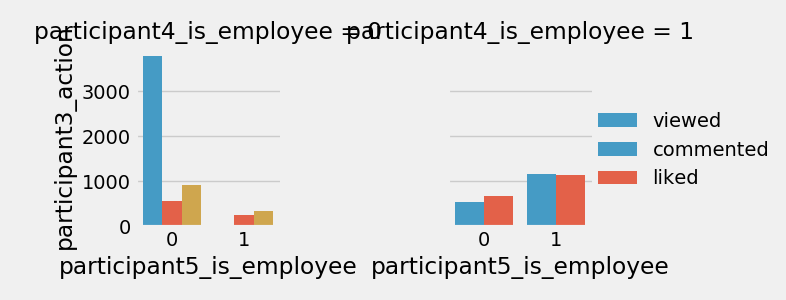 participant4_is_employee = 0
participant4_is_employee = 1
participant3_action
3000
2000
1000
0
0 1
participant5_is_employee
0 1
participant5_is_employee
viewed
commented
liked